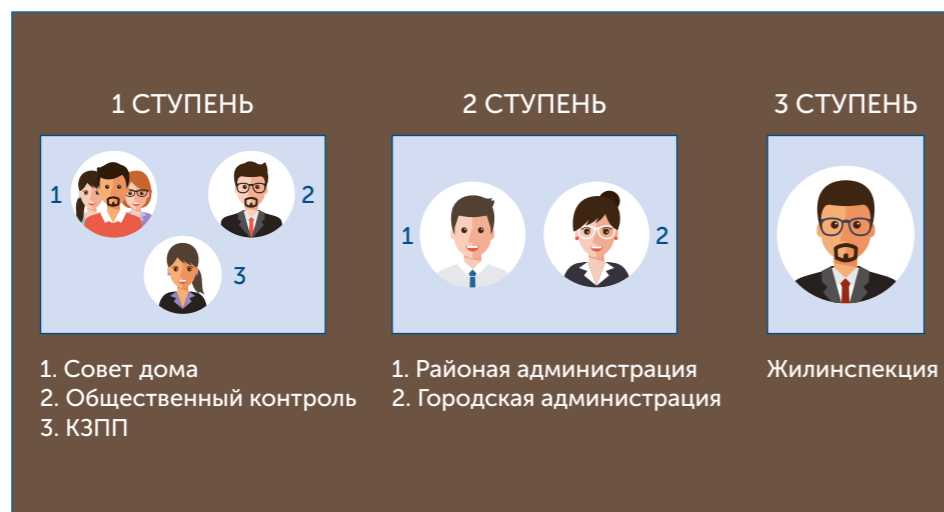 1 СТУПЕНЬ
1
2
3
1. Совет дома
2. Общественный контроль
3. КЗПП
2 СТУПЕНЬ
1
2
1. Районая администрация
2. Городская администрация
3 СТУПЕНЬ
Жилинспекция